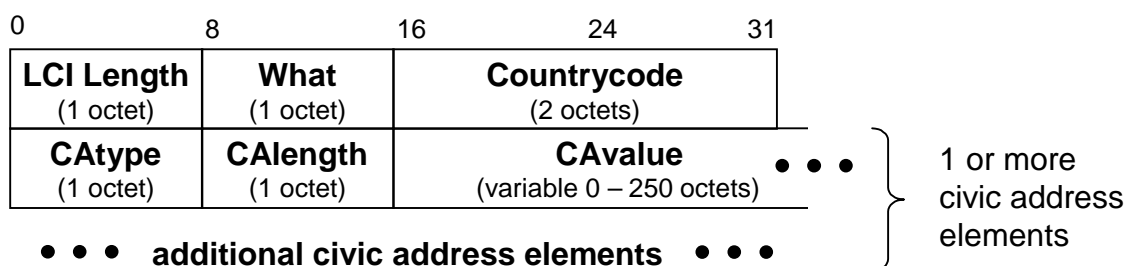 0 8 16 24 31
LCI Length What Countrycode
(1 octet) (1 octet) (2 octets)
CAtype CAlength CAvalue
(1 octet) (1 octet) (variable 0 – 250 octets)
• • •
1 or more
civic address
elements
• • • additional civic address elements • • •